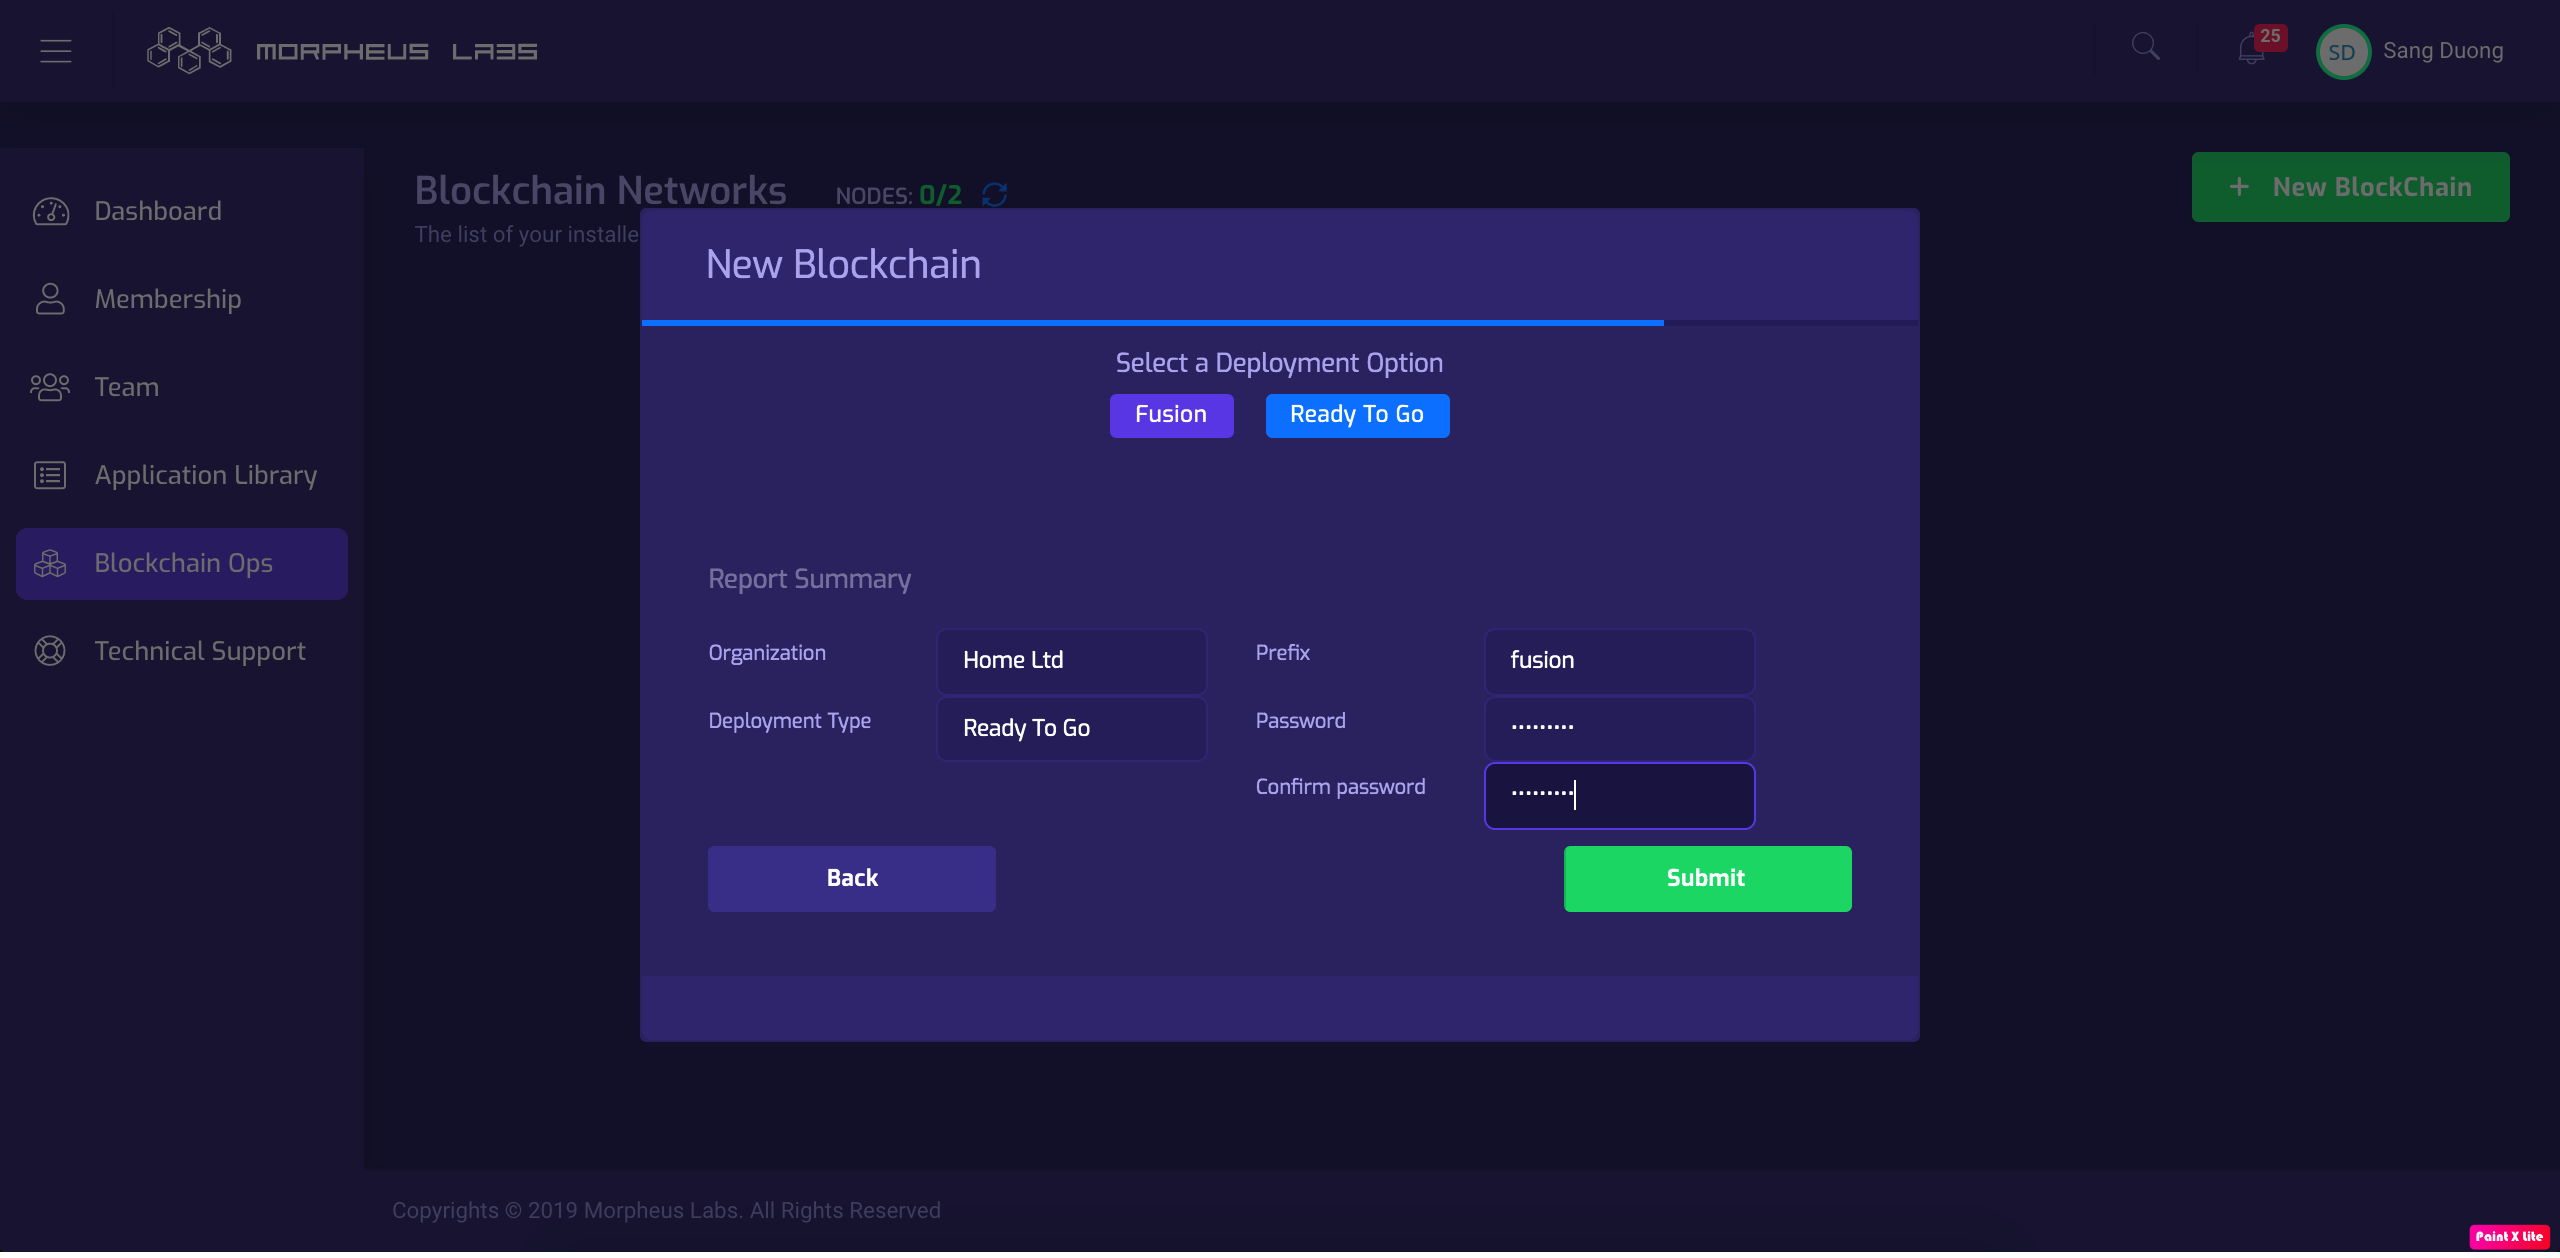 MORPHEUS LABS
25
SD
Sang Duong
Dashboard
Membership
Team
Application Library
Blockchain Ops
Technical Support
Blockchain Networks
NODES: 0/2
The list of your installe
+ New BlockChain
New Blockchain
Select a Deployment Option
Fusion
Ready To Go
Report Summary
Organization
Home Ltd
Prefix
fusion
Deployment Type
Ready To Go
Password
•••••••••
Confirm password
•••••••••
Back
Submit
Copyrights © 2019 Morpheus Labs. All Rights Reserved
Paint X Lite